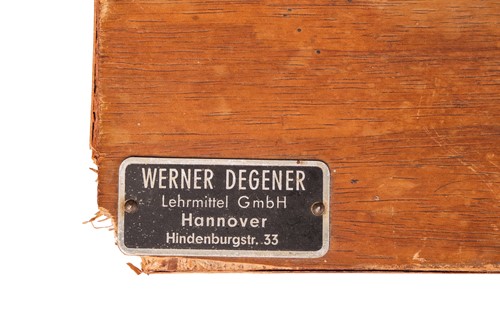 WERNER DEGENER
Lehrmittel GmbH
Hannover
Hindenburgstr. 33